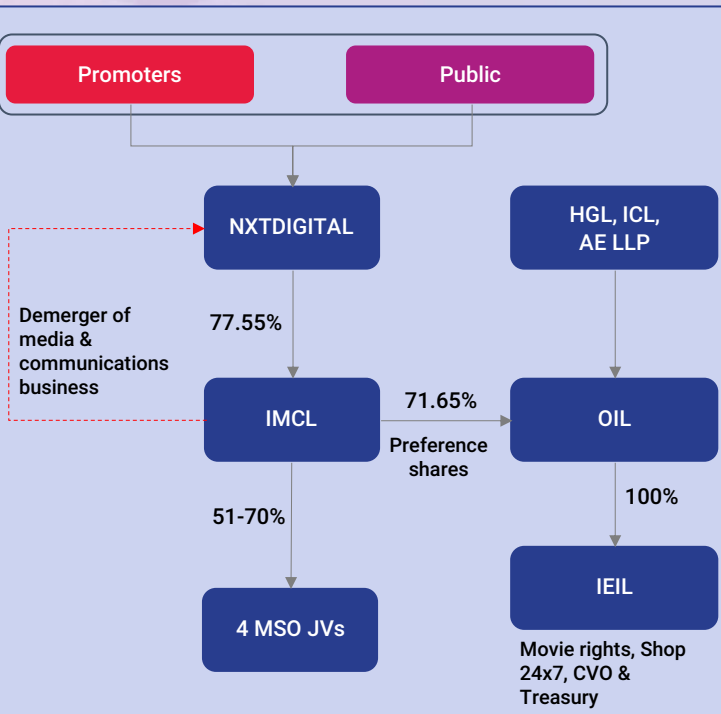 Promoters
Public
NXTDIGITAL
HGL, ICL,
AE LLP
Demerger of
media &
communications
business
77.55%
IMCL
71.65%
Preference
shares
OIL
51-70%
100%
4 MSO JVs
IEIL
Movie rights, Shop
24x7, CVO &
Treasury